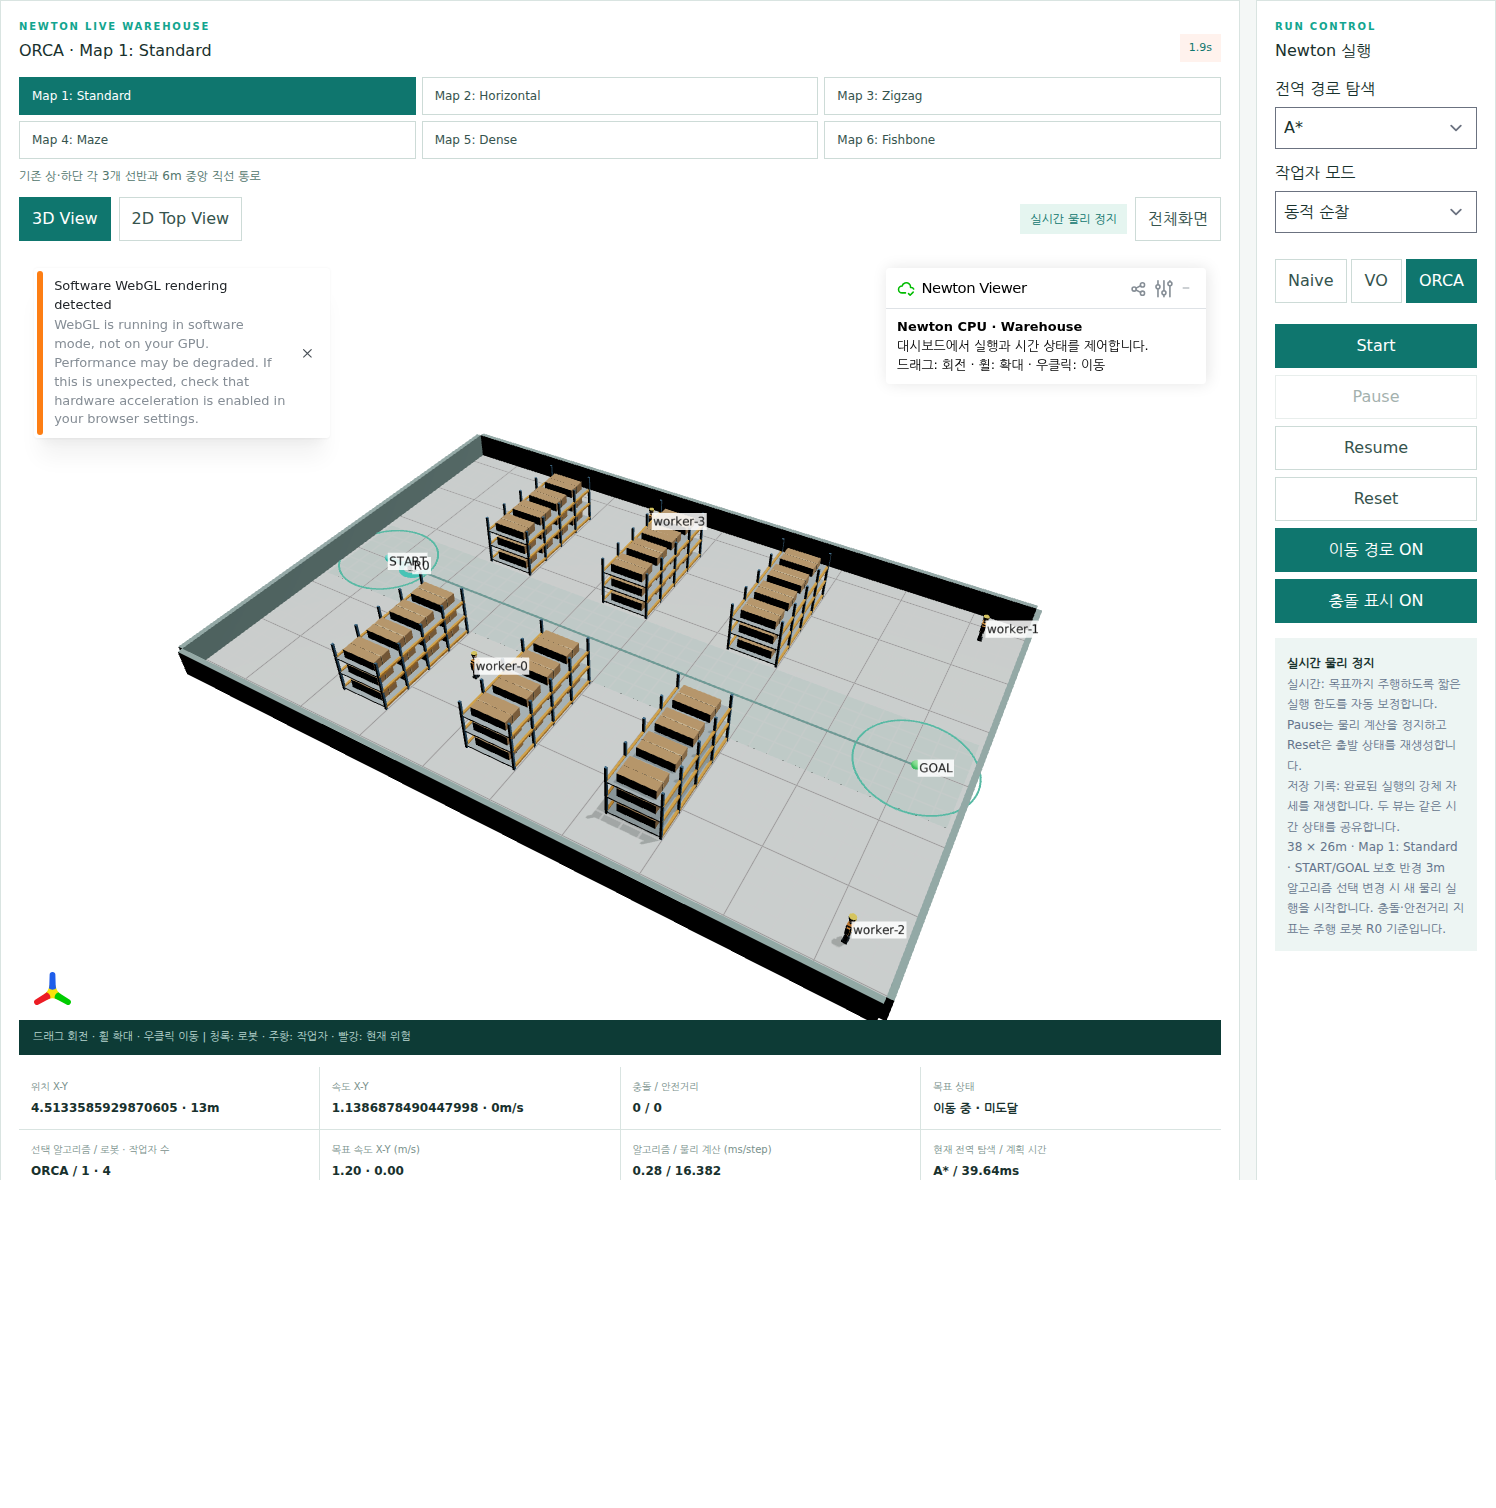 NEWTON LIVE WAREHOUSE
ORCA · Map 1: Standard
1.9s
Map 1: Standard
Map 2: Horizontal
Map 3: Zigzag
Map 4: Maze
Map 5: Dense
Map 6: Fishbone
기존 상·하단 각 3개 선반과 6m 중앙 직선 통로
3D View
2D Top View
실시간 물리 정지
전체화면
Software WebGL rendering
detected
WebGL is running in software
mode, not on your GPU.
Performance may be degraded. If
this is unexpected, check that
hardware acceleration is enabled in
your browser settings.
Newton Viewer
Newton CPU · Warehouse
대시보드에서 실행과 시간 상태를 제어합니다.
드래그: 회전 · 휠: 확대 · 우클릭: 이동
worker-3
START
R0
worker-1
worker-0
GOAL
worker-2
드래그 회전 · 휠 확대 · 우클릭 이동 | 청록: 로봇 · 주황: 작업자 · 빨강: 현재 위험
위치 X-Y
4.5133585929870605 · 13m
속도 X-Y
1.1386878490447998 · 0m/s
충돌 / 안전거리
0 / 0
목표 상태
이동 중 · 미도달
선택 알고리즘 / 로봇 · 작업자 수
ORCA / 1 · 4
목표 속도 X-Y (m/s)
1.20 · 0.00
알고리즘 / 물리 계산 (ms/step)
0.28 / 16.382
현재 전역 탐색 / 계획 시간
A* / 39.64ms
RUN CONTROL
Newton 실행
전역 경로 탐색
A*
작업자 모드
동적 순찰
Naive
VO
ORCA
Start
Pause
Resume
Reset
이동 경로 ON
충돌 표시 ON
실시간 물리 정지
실시간: 목표까지 주행하도록 짧은
실행 한도를 자동 보정합니다.
Pause는 물리 계산을 정지하고
Reset은 출발 상태를 재생성합니
다.
저장 기록: 완료된 실행의 강체 자
세를 재생합니다. 두 뷰는 같은 시
간 상태를 공유합니다.
38 × 26m · Map 1: Standard
· START/GOAL 보호 반경 3m
알고리즘 선택 변경 시 새 물리 실
행을 시작합니다. 충돌·안전거리 지
표는 주행 로봇 R0 기준입니다.